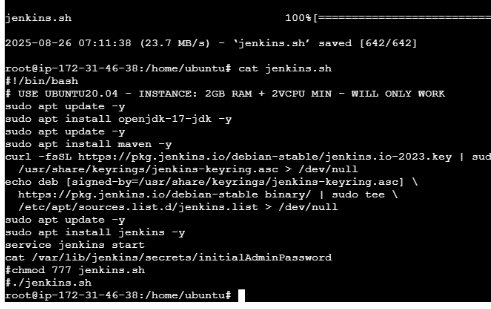 jenkins.sh 100%[===========================
2025-08-26 07:11:38 (23.7 MB/s) - ‘jenkins.sh’ saved [642/642]
root@ip-172-31-46-38:/home/ubuntu# cat jenkins.sh
#!/bin/bash
# USE UBUNTU20.04 - INSTANCE: 2GB RAM + 2VCPU MIN - WILL ONLY WORK
sudo apt update -y
sudo apt install openjdk-17-jdk -y
sudo apt update -y
sudo apt install maven -y
curl -fsSL https://pkg.jenkins.io/debian-stable/jenkins.io-2023.key | sud
  /usr/share/keyrings/jenkins-keyring.asc > /dev/null
echo deb [signed-by=/usr/share/keyrings/jenkins-keyring.asc] \
  https://pkg.jenkins.io/debian-stable binary/ | sudo tee \
  /etc/apt/sources.list.d/jenkins.list > /dev/null
sudo apt update -y
sudo apt install jenkins -y
service jenkins start
cat /var/lib/jenkins/secrets/initialAdminPassword
#chmod 777 jenkins.sh
#./jenkins.sh
root@ip-172-31-46-38:/home/ubuntu#